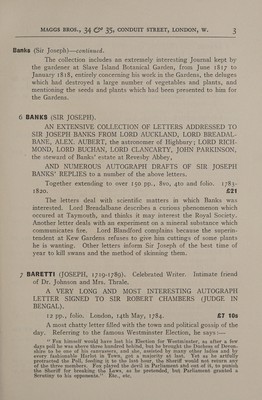 MAGGS BROS., 34 & 35, CONDUIT STREET, LONDON, W. 3
Banks (Sir Joseph)—continued.
The collection includes an extremely interesting Journal kept by
the gardener at Slave Island Botanical Garden, from June 1817 to
January 1818, entirely concerning his work in the Gardens, the deluges
which had destroyed a large number of vegetables and plants, and
mentioning the seeds and plants which had been presented to him for
the Gardens.
6 BANKS (SIR JOSEPH).
AN EXTENSIVE COLLECTION OF LETTERS ADDRESSED TO
SIR JOSEPH BANKS FROM LORD AUCKLAND, LORD BREADAL-
BANE, ALEX. AUBERT, the astronomer of Highbury; LORD RICH-
MOND, LORD BUCHAN, LORD CLANCARTY, JOHN PARKINSON,
the steward of Banks' estate at Revesby Abbey,
AND NUMEROUS AUTOGRAPH DRAFTS OF SIR JOSEPH
BANKS' REPLIES to a number of the above letters.
Together extending to over 150 pp., 8vo, 4to and folio. 1783-
1820. £21
The letters deal with scientific matters in which Banks was
interested. Lord Breadalbane describes a curious phenomenon which
occured at Taymouth, and thinks it may interest the Royal Society.
Another letter deals with an experiment on a mineral substance which
communicates fire. Lord Blandford complains because the superin-
tendent at Kew Gardens refuses to give him cuttings of some plants
he is wanting. Other letters inform Sir Joseph of the best time of
year to kill swans and the method of skinning them.
7 BARETTI (JOSEPH, 1719-1789). Celebrated Writer. Intimate friend
of Dr. Johnson and Mrs. Thrale.
A VERY LONG AND MOST INTERESTING AUTOGRAPH
LETTER SIGNED TO SIR ROBERT CHAMBERS (JUDGE IN
BENGAL).
12 pp., folio. London, 14th May, 1784. £7 10s
A most chatty letter filled with the town and political gossip of the
day. Referring to the famous Westminster Election, he says:—
" Fox himself would have lost his Election for Westminster, as after a few
days poll he was above three hundred behind, but he brought the Duchess of Devon-
shire to be one of his canvassers, and she, assisted by many other ladies and by
every fashionable Harlot in Town, got a majority at last. Yet as he artfully
protracted the Poll, feeding it to the last hour, the Sheriff would not return any
of the three members. Fox played the devil in Parliament and out of it, to punish
the Sheriff for breaking the Laws, as he pretended, but Parliament granted a
Scrutiny to his opponents." Etc., etc.